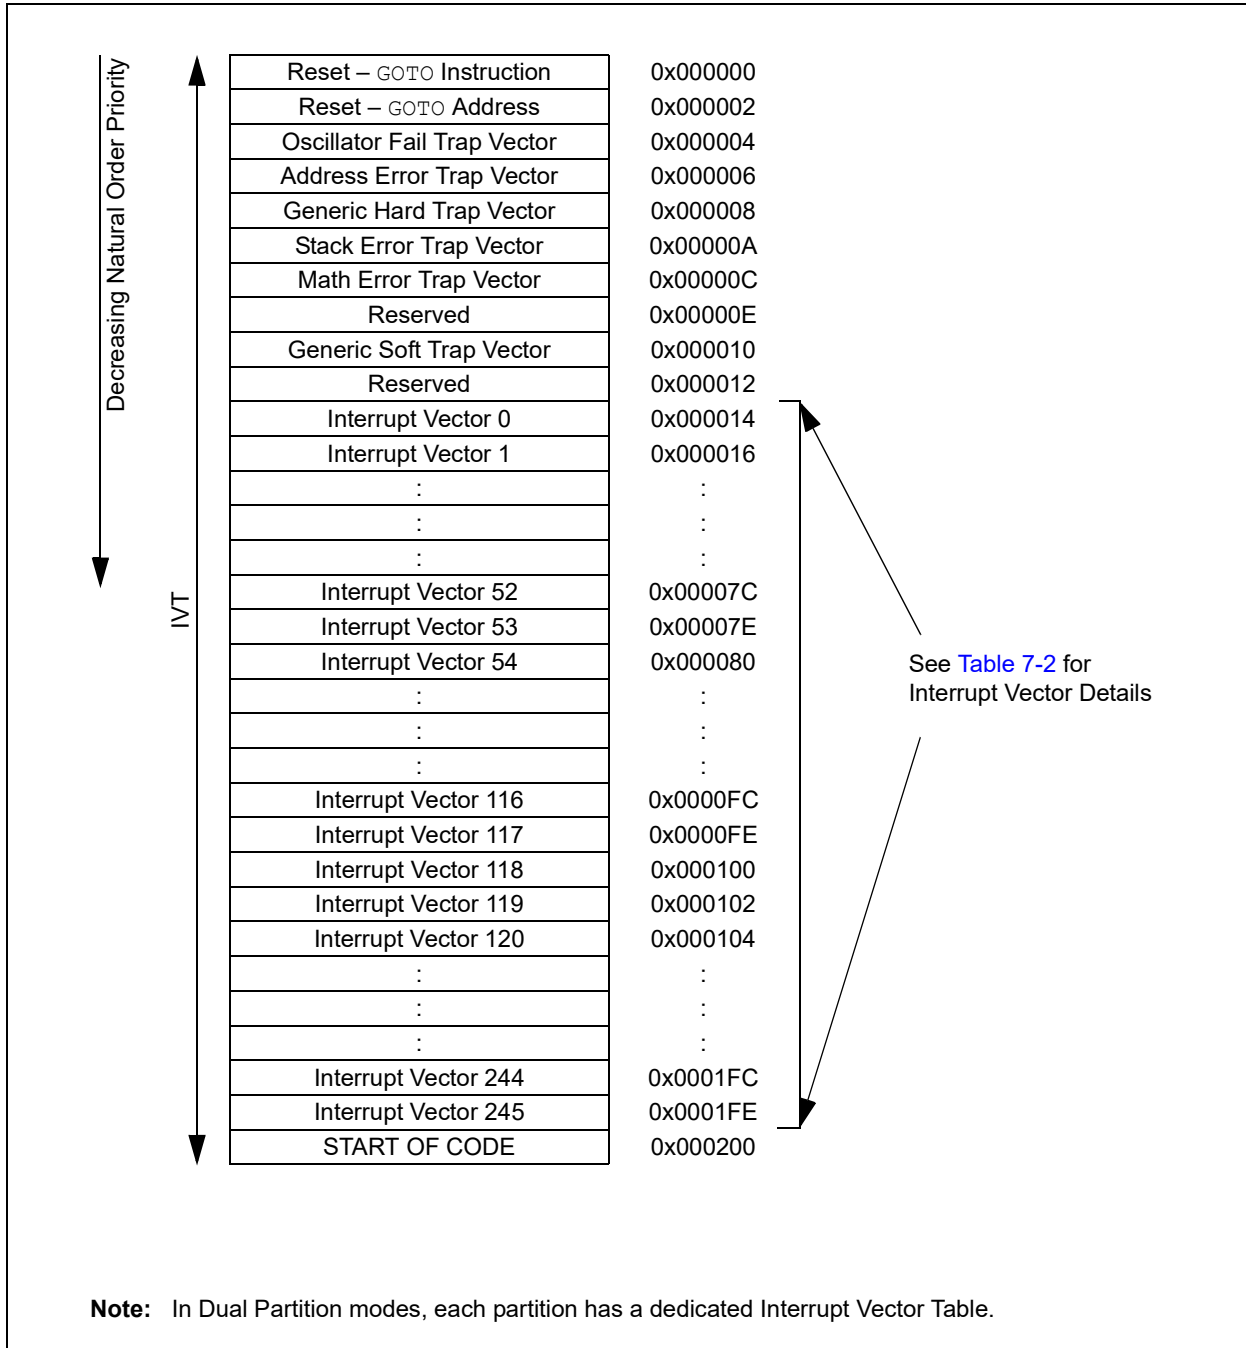 Decreasing Natural Order Priority
IVT
Reset – GOTO Instruction 0x000000
Reset – GOTO Address 0x000002
Oscillator Fail Trap Vector 0x000004
Address Error Trap Vector 0x000006
Generic Hard Trap Vector 0x000008
Stack Error Trap Vector 0x00000A
Math Error Trap Vector 0x00000C
Reserved 0x00000E
Generic Soft Trap Vector 0x000010
Reserved 0x000012
Interrupt Vector 0 0x000014
Interrupt Vector 1 0x000016
: :
: :
: :
Interrupt Vector 52 0x00007C
Interrupt Vector 53 0x00007E
Interrupt Vector 54 0x000080
: :
: :
: :
Interrupt Vector 116 0x0000FC
Interrupt Vector 117 0x0000FE
Interrupt Vector 118 0x000100
Interrupt Vector 119 0x000102
Interrupt Vector 120 0x000104
: :
: :
: :
Interrupt Vector 244 0x0001FC
Interrupt Vector 245 0x0001FE
START OF CODE 0x000200
See Table 7-2 for
Interrupt Vector Details
Note: In Dual Partition modes, each partition has a dedicated Interrupt Vector Table.